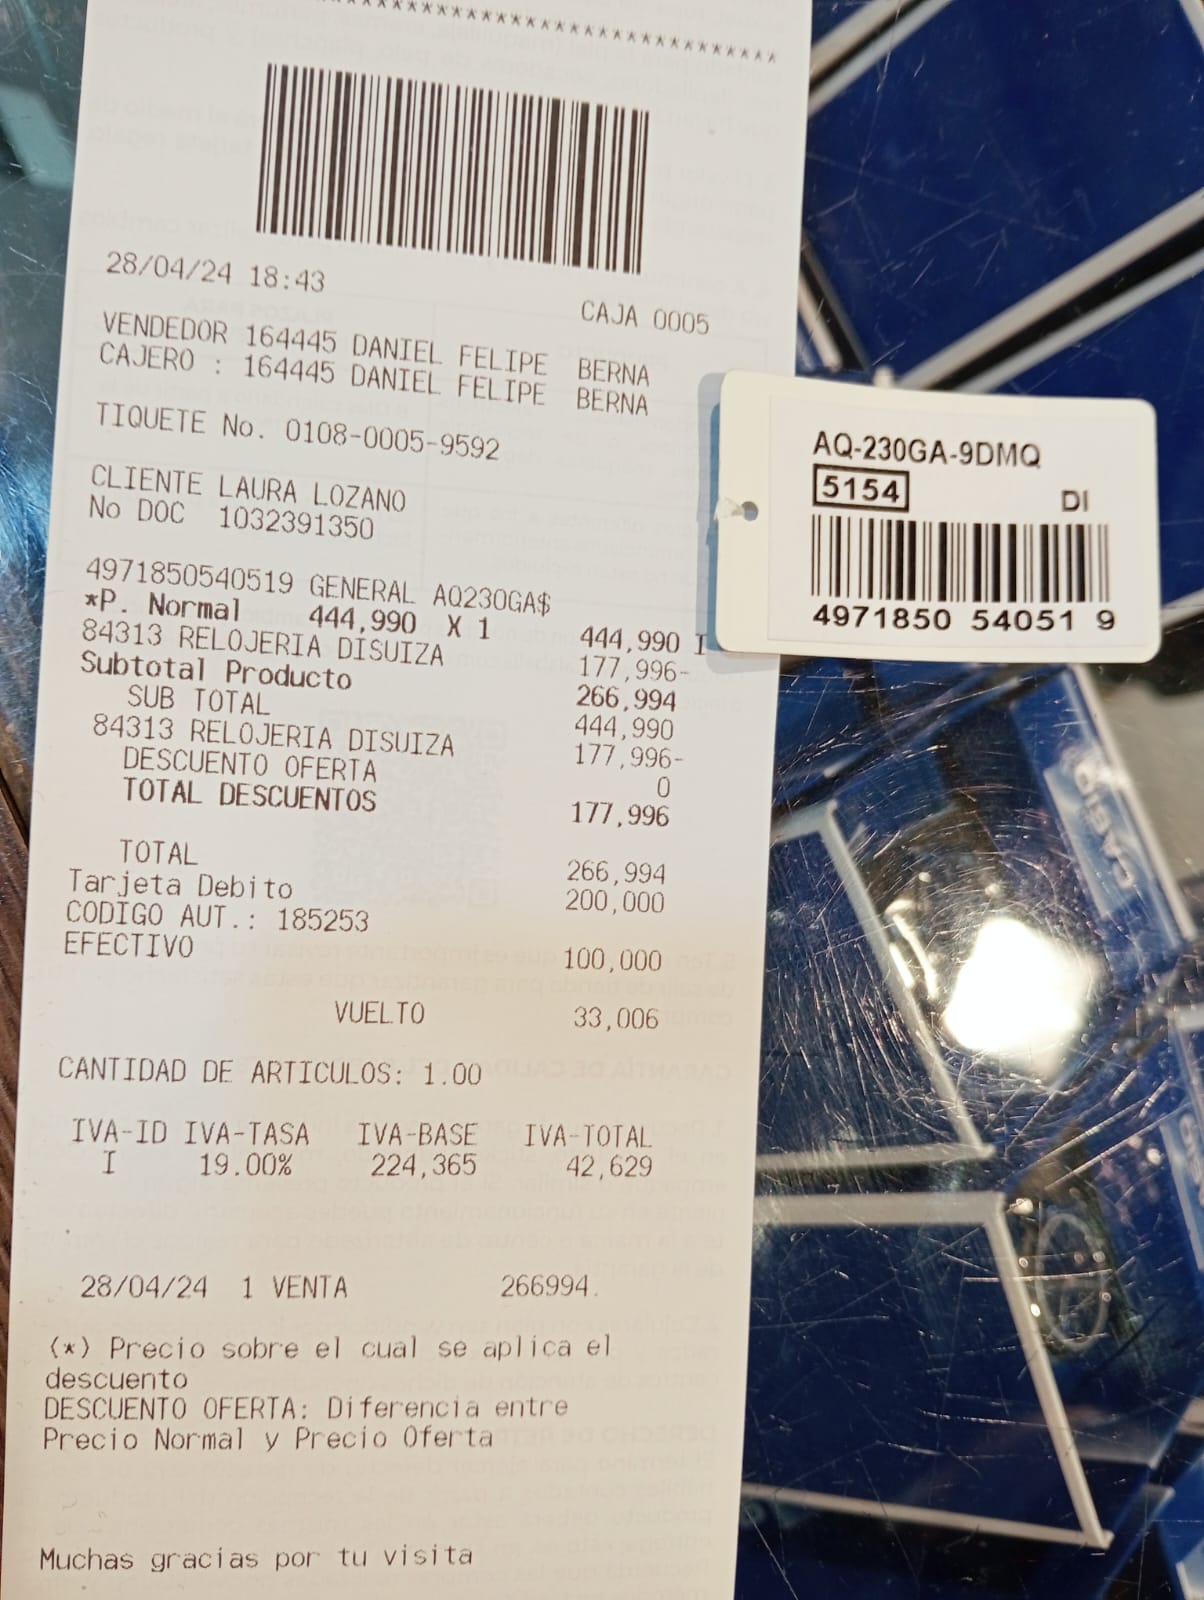 ****************************************
28/04/24 18:43
CAJA 0005
VENDEDOR 164445 DANIEL FELIPE BERNA
CAJERO : 164445 DANIEL FELIPE BERNA
TIQUETE No. 0108-0005-9592
CLIENTE LAURA LOZANO
No DOC 1032391350
4971850540519 GENERAL AQ230GA$
*P. Normal 444,990 X 1 444,990 I
84313 RELOJERIA DISUIZA 177,996-
Subtotal Producto 266,994
SUB TOTAL 444,990
84313 RELOJERIA DISUIZA 177,996-
DESCUENTO OFERTA 0
TOTAL DESCUENTOS 177,996
TOTAL 266,994
Tarjeta Debito 200,000
CODIGO AUT.: 185253
EFECTIVO 100,000
VUELTO 33,006
CANTIDAD DE ARTICULOS: 1.00
IVA-ID IVA-TASA IVA-BASE IVA-TOTAL
I 19.00% 224,365 42,629
28/04/24 1 VENTA 266994.
(*) Precio sobre el cual se aplica el
descuento
DESCUENTO OFERTA: Diferencia entre
Precio Normal y Precio Oferta
Muchas gracias por tu visita
AQ-230GA-9DMQ
5154 DI
4971850 54051 9
CASIO